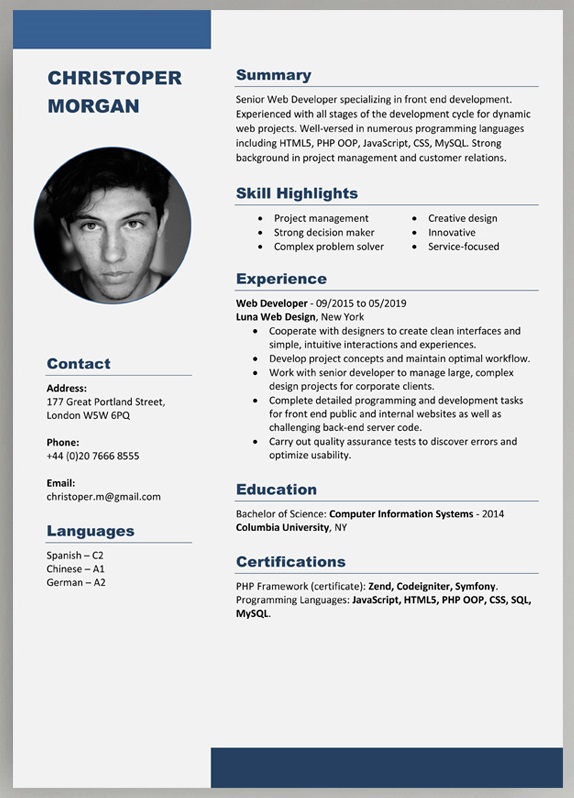 CHRISTOPER
MORGAN
Contact
Address:
177 Great Portland Street,
London W5W 6PQ
Phone:
+44 (0)20 7666 8555
Email:
christoper.m@gmail.com
Languages
Spanish – C2
Chinese – A1
German – A2
Summary
Senior Web Developer specializing in front end development.
Experienced with all stages of the development cycle for dynamic
web projects. Well-versed in numerous programming languages
including HTML5, PHP OOP, JavaScript, CSS, MySQL. Strong
background in project management and customer relations.
Skill Highlights
• Project management
• Strong decision maker
• Complex problem solver
• Creative design
• Innovative
• Service-focused
Experience
Web Developer - 09/2015 to 05/2019
Luna Web Design, New York
• Cooperate with designers to create clean interfaces and
simple, intuitive interactions and experiences.
• Develop project concepts and maintain optimal workflow.
• Work with senior developer to manage large, complex
design projects for corporate clients.
• Complete detailed programming and development tasks
for front end public and internal websites as well as
challenging back-end server code.
• Carry out quality assurance tests to discover errors and
optimize usability.
Education
Bachelor of Science: Computer Information Systems - 2014
Columbia University, NY
Certifications
PHP Framework (certificate): Zend, Codeigniter, Symfony.
Programming Languages: JavaScript, HTML5, PHP OOP, CSS, SQL,
MySQL.